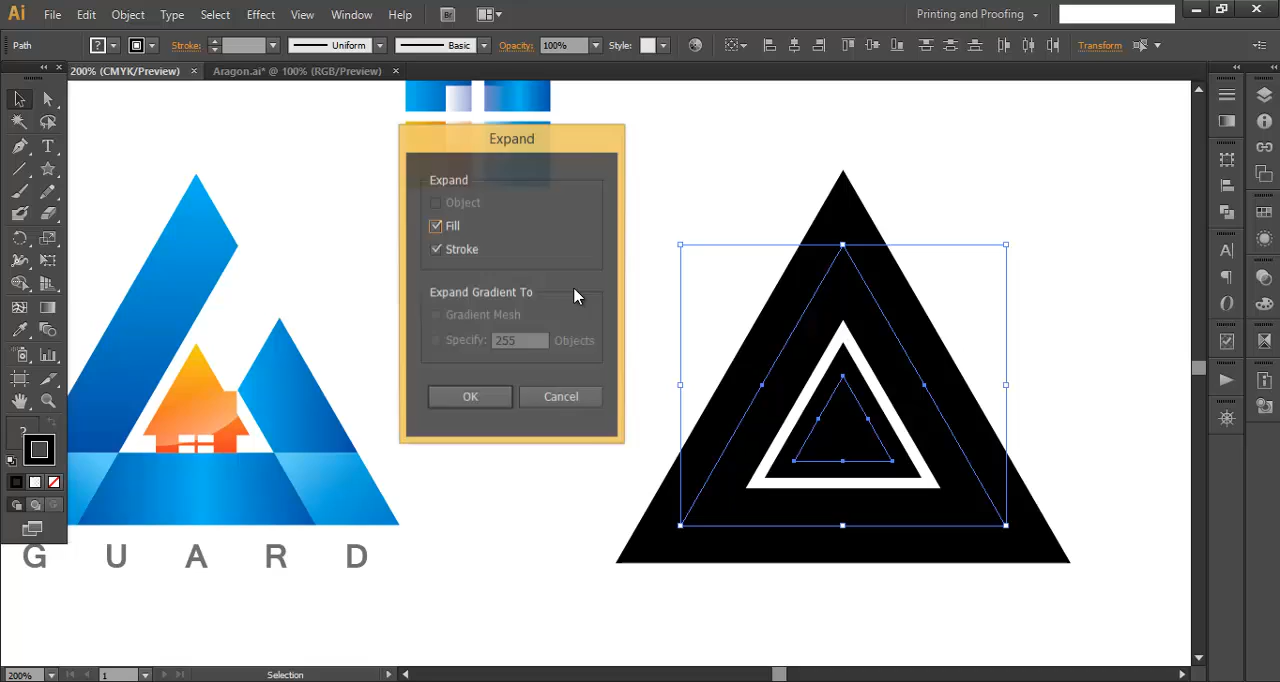 Ai File Edit Object Type Select Effect View Window Help Br Printing and Proofing
Path ? Stroke: Uniform Basic Opacity: 100% Style: Transform
200% (CMYK/Preview) × Aragon.ai* @ 100% (RGB/Preview) ×
Expand
Expand
Object
Fill
Stroke
Expand Gradient To
Gradient Mesh
Specify: 255 Objects
OK Cancel
?
G U A R D
200% 1 Selection